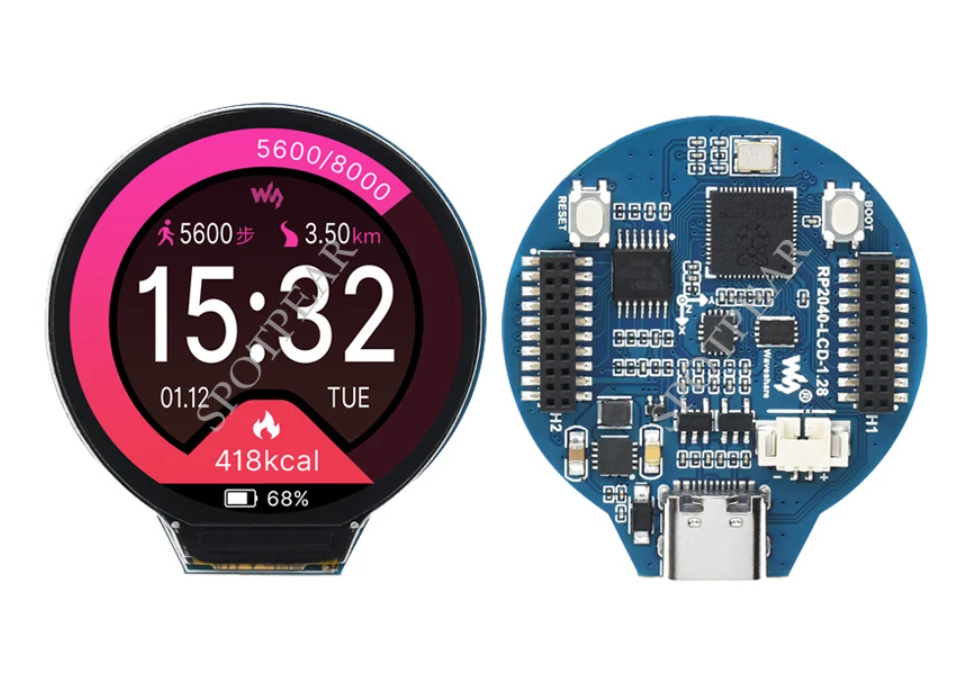 5600/8000
5600步
3.50km
15:32
01.12
TUE
418kcal
68%
SPOTPEAR
RESET
BOOT
RP2040-LCD-1.28
Waveshare
®
Y
Z
X
H2
H1
- +
SPOTPEAR